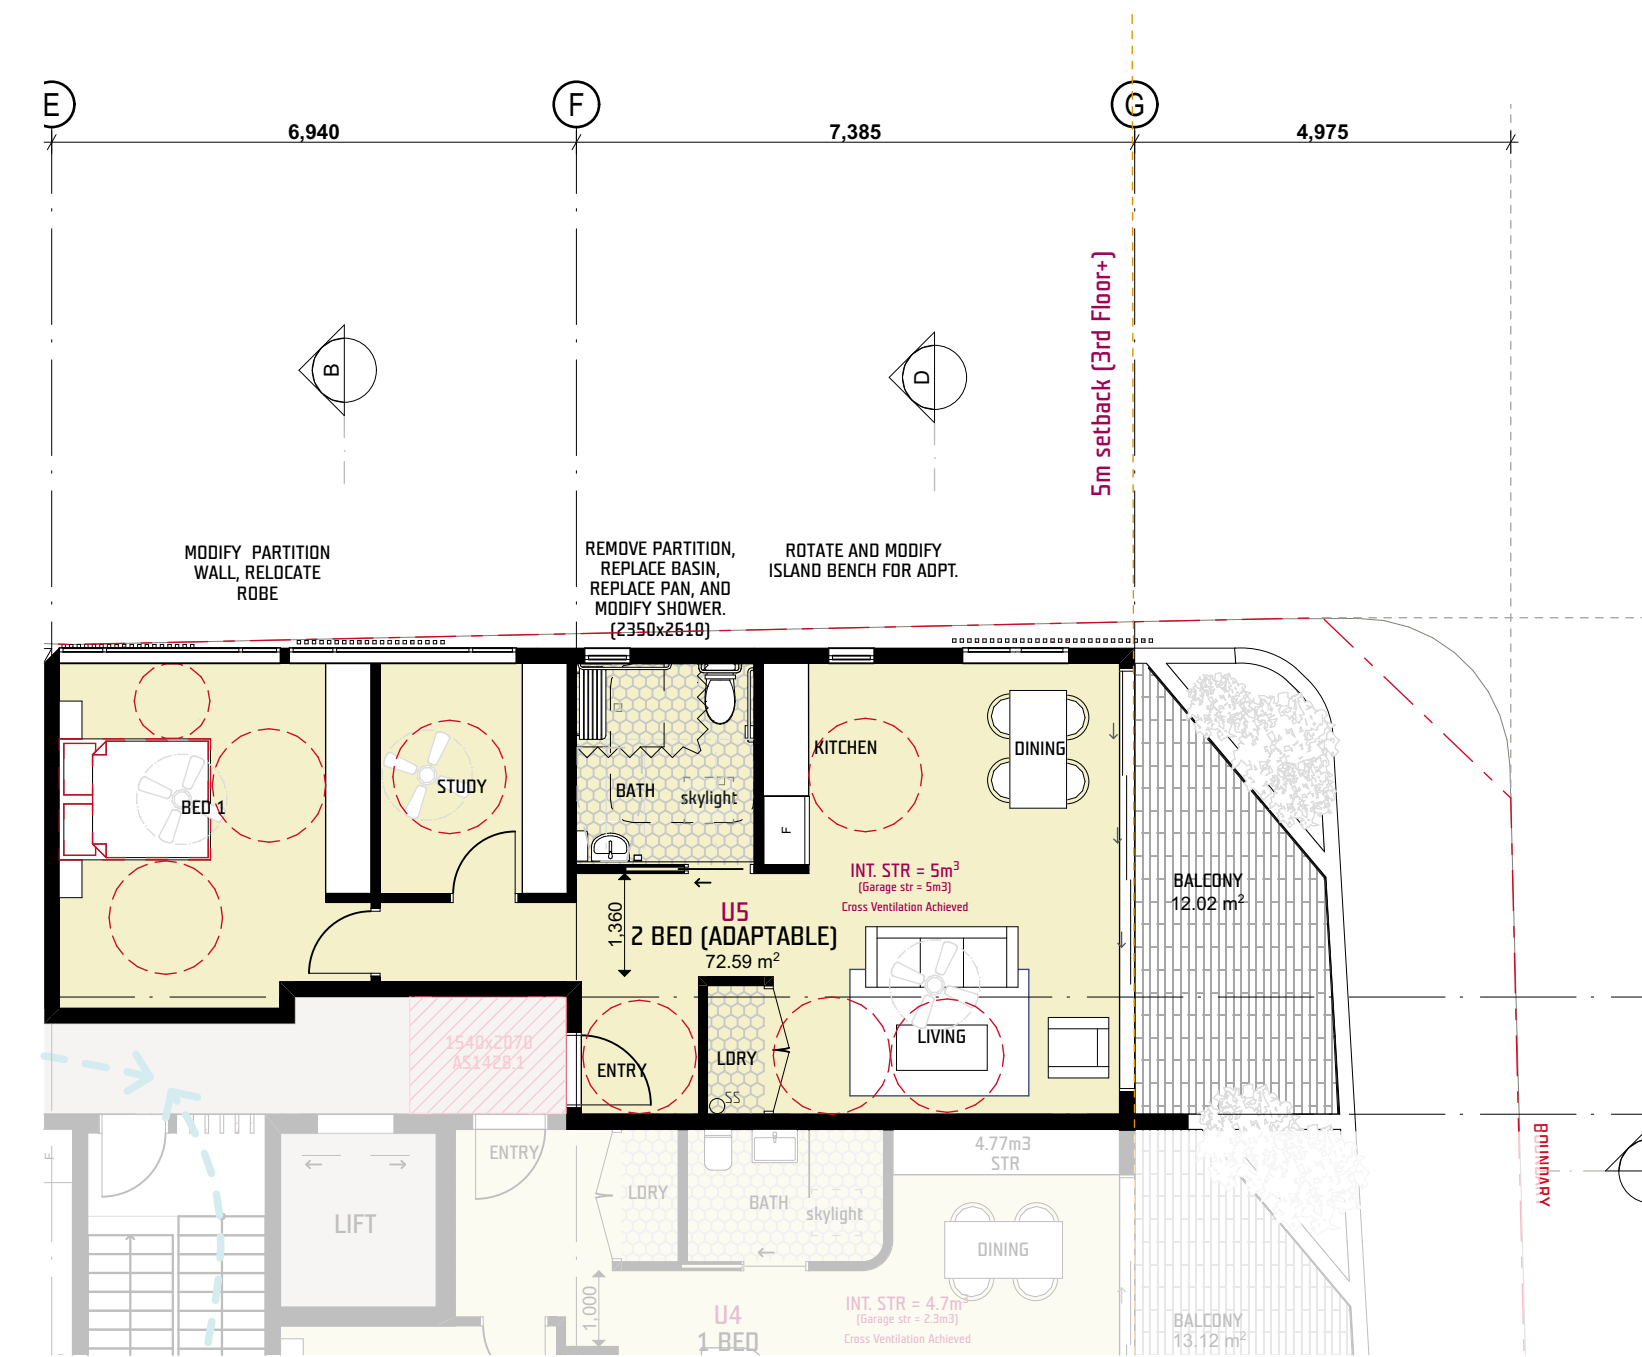 E
F
G
6,940
7,385
4,975
5m setback (3rd Floor+)
B
D
MODIFY PARTITION
WALL, RELOCATE
ROBE
REMOVE PARTITION,
REPLACE BASIN,
REPLACE PAN, AND
MODIFY SHOWER.
(2350x2610)
ROTATE AND MODIFY
ISLAND BENCH FOR ADPT.
BED 1
STUDY
BATH
skylight
KITCHEN
DINING
F
INT. STR = 5m³
(Garage str = 5m3)
Cross Ventilation Achieved
BALCONY
12.02 m²
1,360
U5
2 BED (ADAPTABLE)
72.59 m²
1540x2070
AS1428.1
ENTRY
LDRY
SS
LIVING
BOUNDARY
F
ENTRY
LIFT
LDRY
BATH
skylight
4.77m3
STR
DINING
1,000
U4
1 BED
INT. STR = 4.7m³
(Garage str = 2.3m3)
Cross Ventilation Achieved
BALCONY
13.12 m²